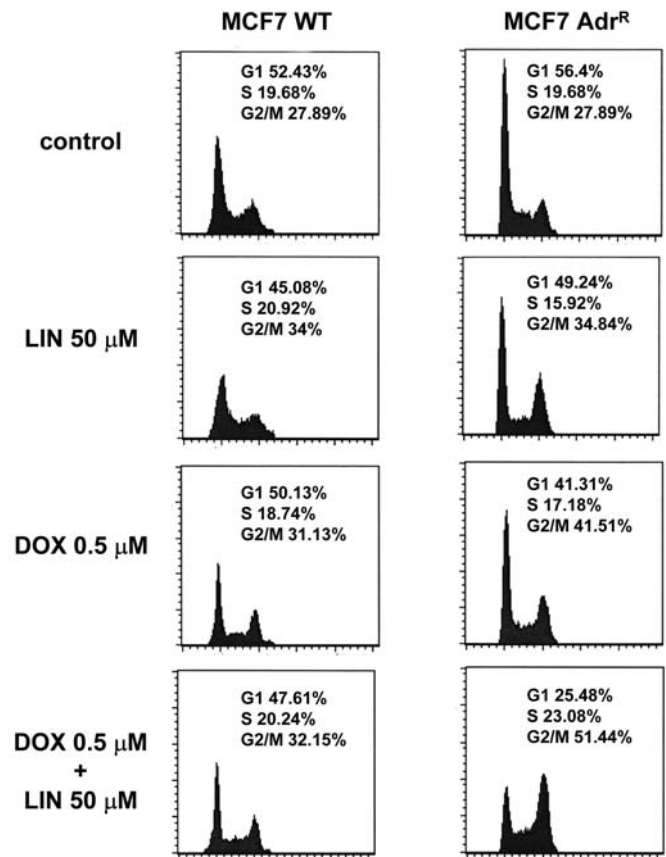 MCF7 WT
MCF7 Adrᴿ
control
G1 52.43%
S 19.68%
G2/M 27.89%
G1 56.4%
S 19.68%
G2/M 27.89%
LIN 50 μM
G1 45.08%
S 20.92%
G2/M 34%
G1 49.24%
S 15.92%
G2/M 34.84%
DOX 0.5 μM
G1 50.13%
S 18.74%
G2/M 31.13%
G1 41.31%
S 17.18%
G2/M 41.51%
DOX 0.5 μM
+
LIN 50 μM
G1 47.61%
S 20.24%
G2/M 32.15%
G1 25.48%
S 23.08%
G2/M 51.44%